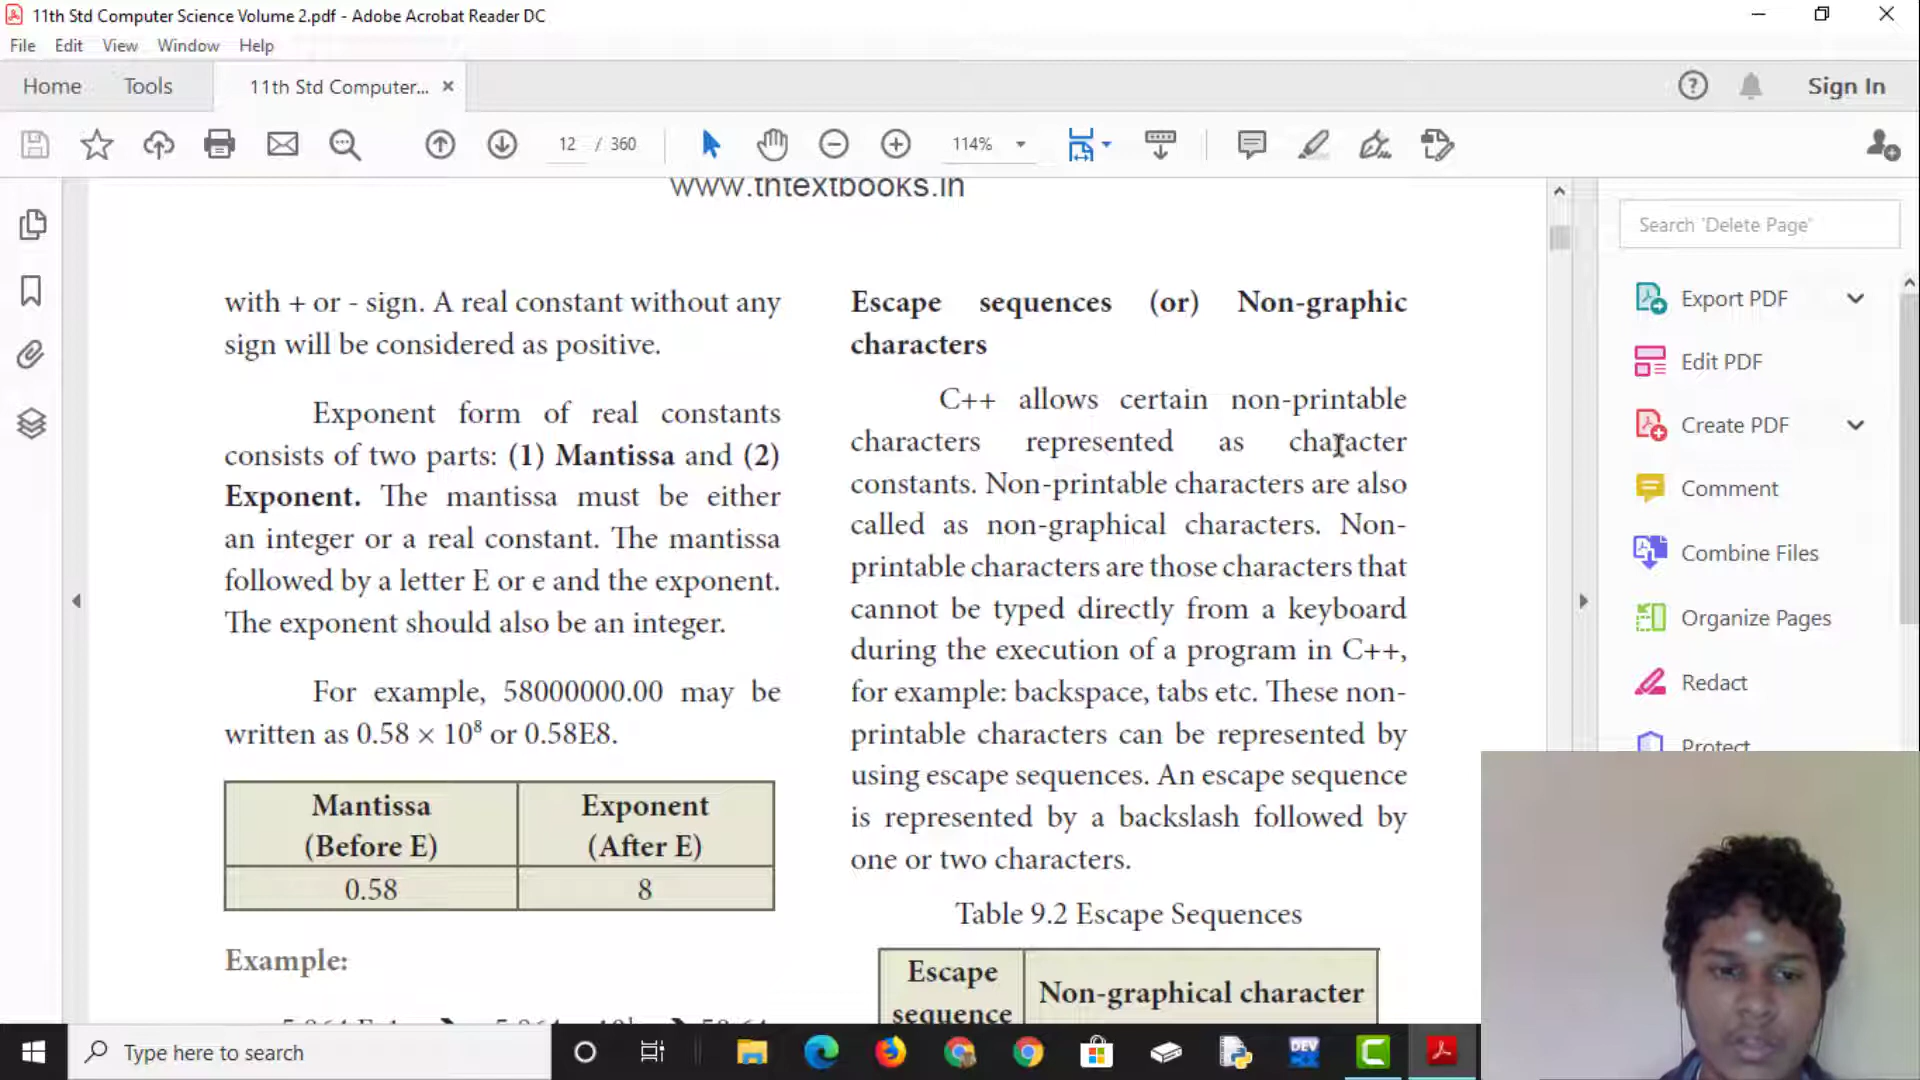 11th Std Computer Science Volume 2.pdf - Adobe Acrobat Reader DC
File Edit View Window Help
Home Tools 11th Std Computer... × Sign In
12 / 360 114%
www.tntextbooks.in
with + or - sign. A real constant without any
sign will be considered as positive.
Exponent form of real constants
consists of two parts: (1) Mantissa and (2)
Exponent. The mantissa must be either
an integer or a real constant. The mantissa
followed by a letter E or e and the exponent.
The exponent should also be an integer.
For example, 58000000.00 may be
written as 0.58 × 10⁸ or 0.58E8.
Mantissa
(Before E)
Exponent
(After E)
0.58 8
Example:
Escape sequences (or) Non-graphic
characters
C++ allows certain non-printable
characters represented as character
constants. Non-printable characters are also
called as non-graphical characters. Non-
printable characters are those characters that
cannot be typed directly from a keyboard
during the execution of a program in C++,
for example: backspace, tabs etc. These non-
printable characters can be represented by
using escape sequences. An escape sequence
is represented by a backslash followed by
one or two characters.
Table 9.2 Escape Sequences
Escape
sequence
Non-graphical character
Search 'Delete Page'
Export PDF
Edit PDF
Create PDF
Comment
Combine Files
Organize Pages
Redact
Protect
Type here to search
DEV